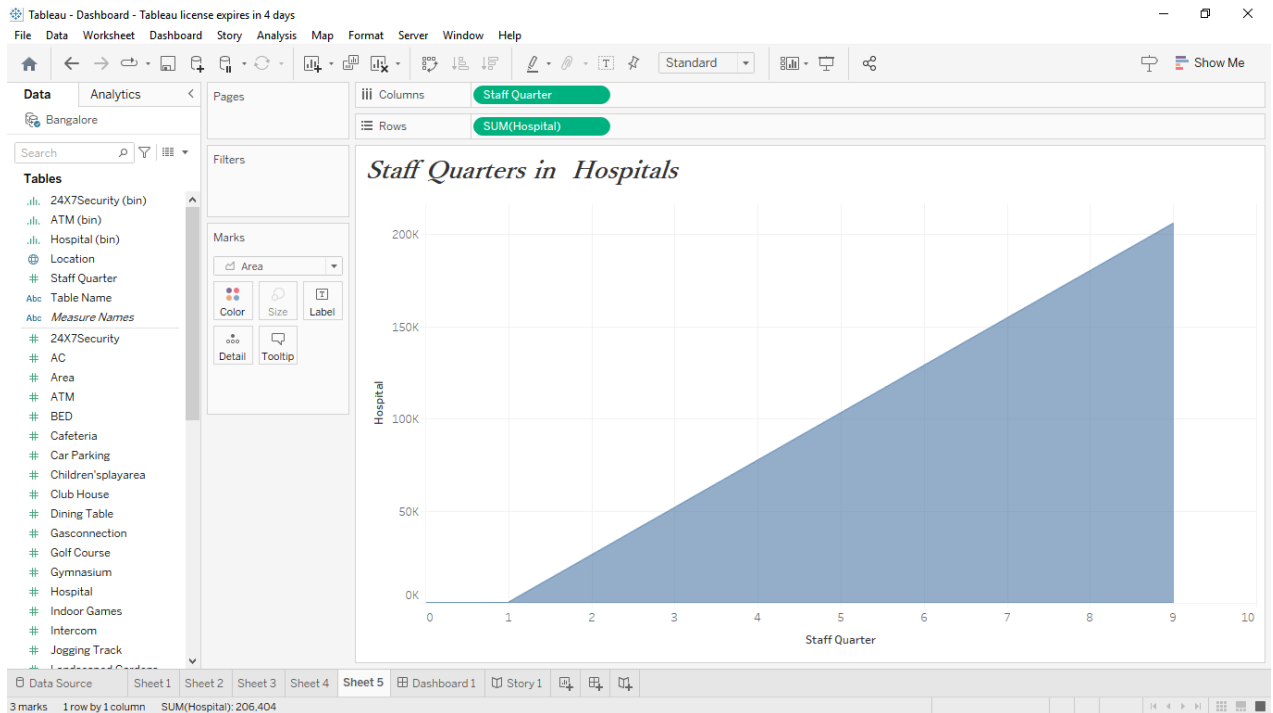 Tableau - Dashboard - Tableau license expires in 4 days
File Data Worksheet Dashboard Story Analysis Map Format Server Window Help
Standard
Show Me
Data Analytics
Bangalore
Search
Tables
24X7Security (bin)
ATM (bin)
Hospital (bin)
Location
Staff Quarter
Abc Table Name
Abc Measure Names
24X7Security
AC
Area
ATM
BED
Cafeteria
Car Parking
Children'splayarea
Club House
Dining Table
Gasconnection
Golf Course
Gymnasium
Hospital
Indoor Games
Intercom
Jogging Track
Pages
Filters
Marks
Area
Color Size Label
Detail Tooltip
Columns Staff Quarter
Rows SUM(Hospital)
Staff Quarters in Hospitals
200K
150K
100K
50K
0K
Hospital
0 1 2 3 4 5 6 7 8 9 10
Staff Quarter
Data Source Sheet 1 Sheet 2 Sheet 3 Sheet 4 Sheet 5 Dashboard 1 Story 1
3 marks 1 row by 1 column SUM(Hospital): 206,404